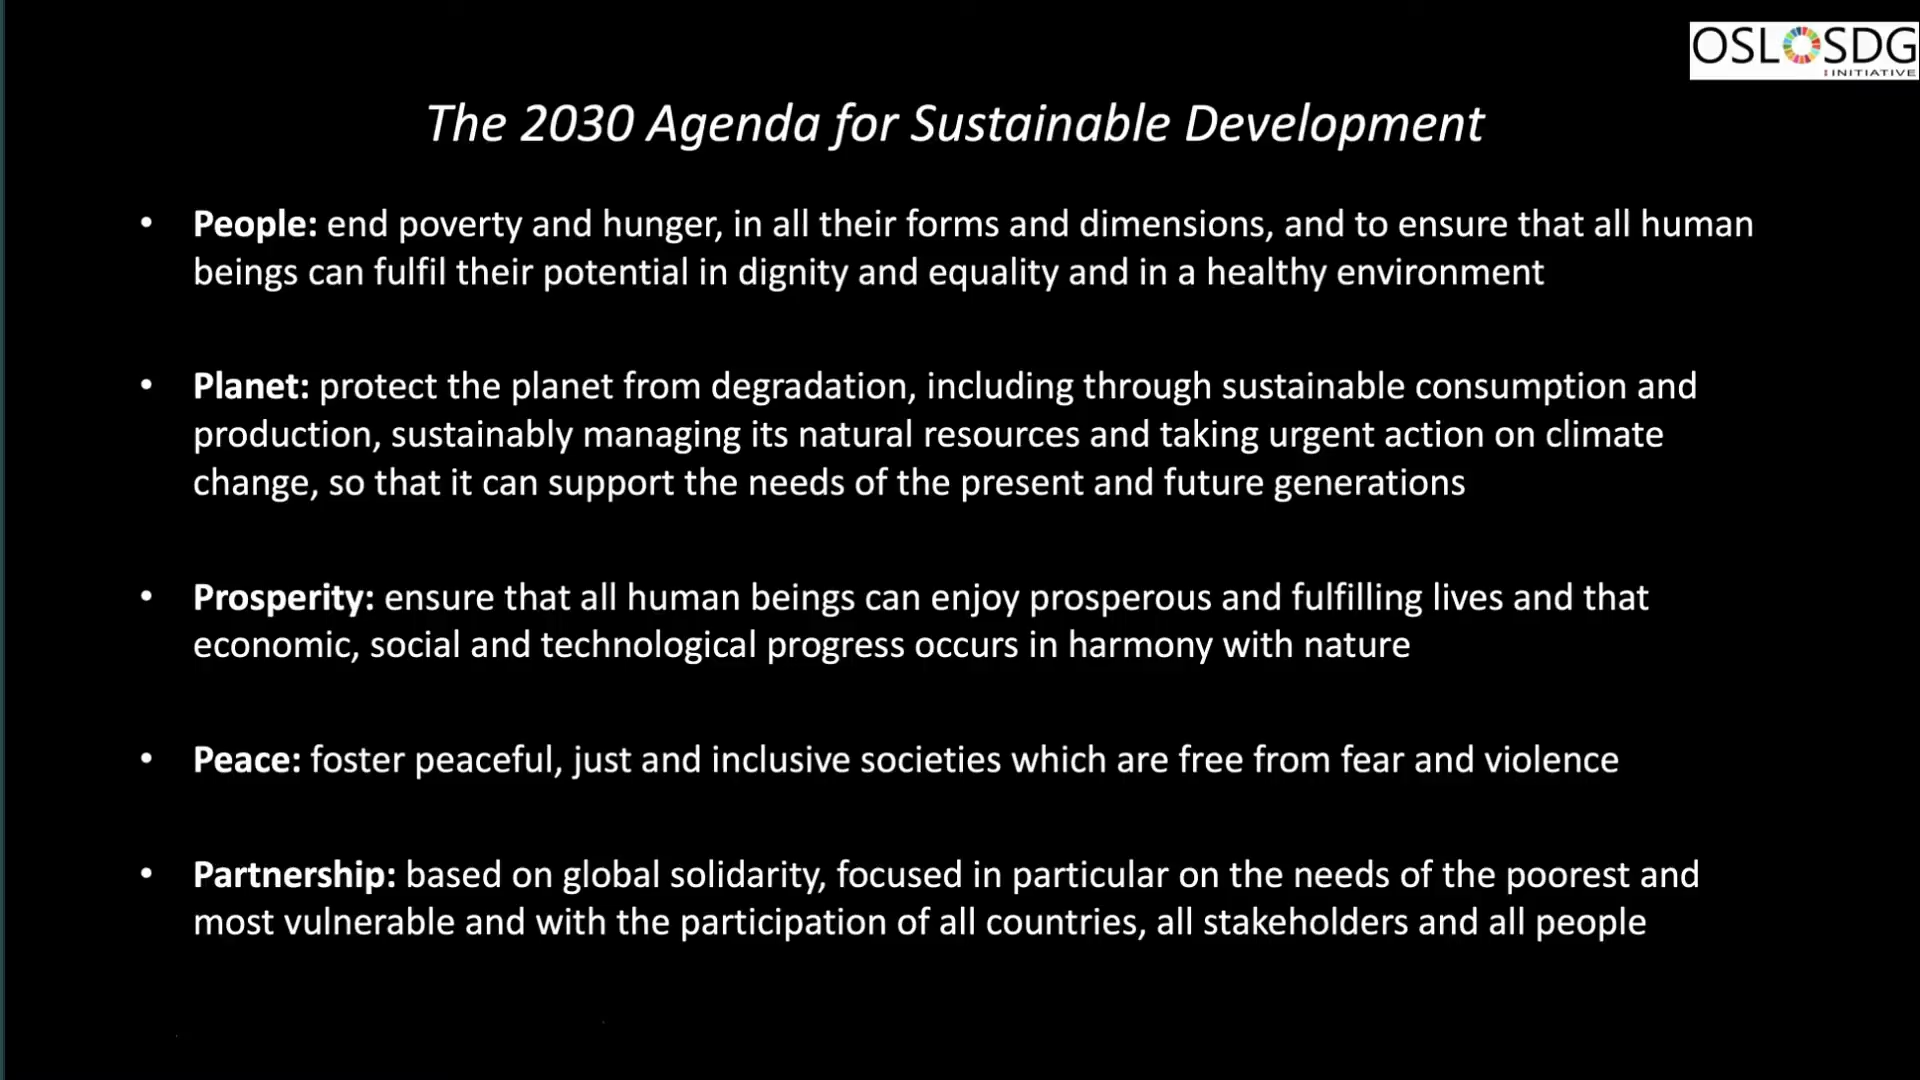 OSLOSDG
INITIATIVE
The 2030 Agenda for Sustainable Development
• People: end poverty and hunger, in all their forms and dimensions, and to ensure that all human
beings can fulfil their potential in dignity and equality and in a healthy environment
• Planet: protect the planet from degradation, including through sustainable consumption and
production, sustainably managing its natural resources and taking urgent action on climate
change, so that it can support the needs of the present and future generations
• Prosperity: ensure that all human beings can enjoy prosperous and fulfilling lives and that
economic, social and technological progress occurs in harmony with nature
• Peace: foster peaceful, just and inclusive societies which are free from fear and violence
• Partnership: based on global solidarity, focused in particular on the needs of the poorest and
most vulnerable and with the participation of all countries, all stakeholders and all people